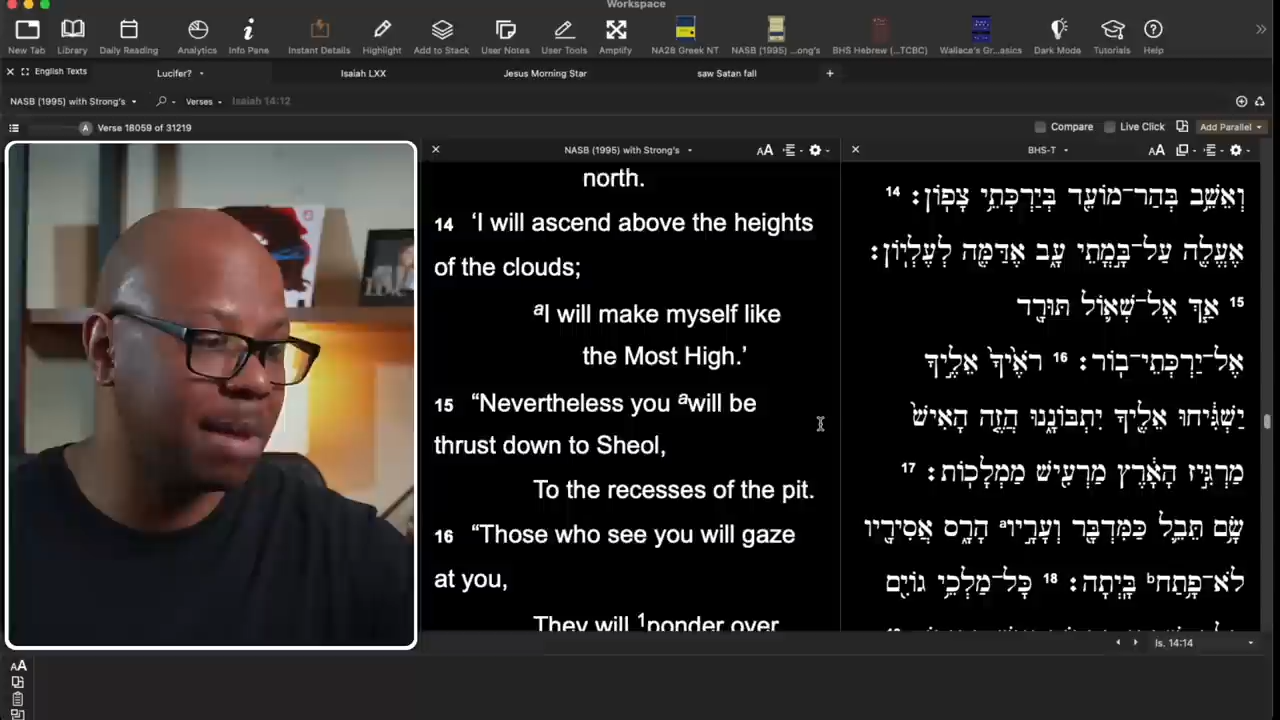 Workspace
New Tab
Library
Daily Reading
Analytics
Info Pane
Instant Details
Highlight
Add to Stack
User Notes
User Tools
Amplify
NA28 Greek NT
NASB (1995) ...ong's
BHS Hebrew (...TCBC)
Wallace's Gr...asics
Dark Mode
Tutorials
Help
English Texts
Lucifer?
Isaiah LXX
Jesus Morning Star
saw Satan fall
NASB (1995) with Strong's
Verses
Isaiah 14:12
Verse 18059 of 31219
Compare
Live Click
Add Parallel
NASB (1995) with Strong's
north.
14 ‘I will ascend above the heights
of the clouds;
aI will make myself like
the Most High.’
15 “Nevertheless you awill be
thrust down to Sheol,
To the recesses of the pit.
16 “Those who see you will gaze
at you,
They will 1ponder over
BHS-T
וְאֵשֵׁ֥ב בְּהַר־מוֹעֵ֖ד בְּיַרְכְּתֵ֥י צָפֽוֹן׃ 14
אֶעֱלֶ֖ה עַל־בָּ֣מֳתֵי עָ֑ב אֶדַּמֶּ֖ה לְעֶלְיֽוֹן׃
15 אַ֧ךְ אֶל־שְׁא֛וֹל תּוּרָ֖ד
אֶל־יַרְכְּתֵי־בֽוֹר׃ 16 רֹאֶ֙יךָ֙ אֵלֶ֣יךָ
יַשְׁגִּ֔יחוּ אֵלֶ֖יךָ יִתְבּוֹנָ֑נוּ הֲזֶ֤ה הָאִישׁ֙
מַרְגִּ֣יז הָאָ֔רֶץ מַרְעִ֖ישׁ מַמְלָכֽוֹת׃ 17
שָׂ֥ם תֵּבֵ֛ל כַּמִּדְבָּ֖ר וְעָרָ֣יוa הָרָ֑ס אֲסִירָ֖יו
לֹא־פָ֥תַחb בָּֽיְתָה׃ 18 כָּל־מַלְכֵ֥י גוֹיִ֖ם
Is. 14:14